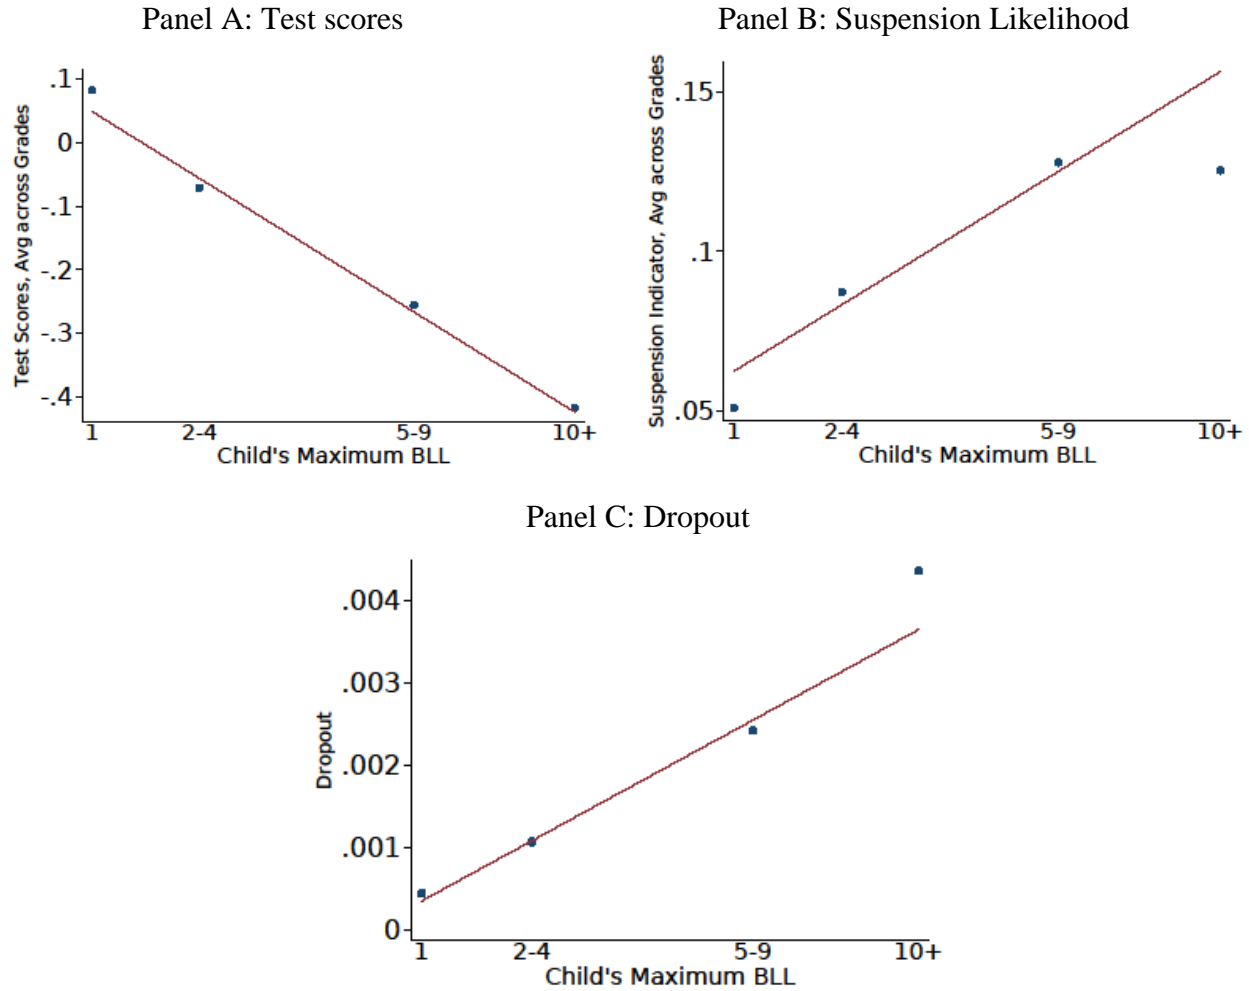 Panel A: Test scores
Test Scores, Avg across Grades
.1
0
-.1
-.2
-.3
-.4
1 2-4 5-9 10+
Child's Maximum BLL
Panel B: Suspension Likelihood
Suspension Indicator, Avg across Grades
.15
.1
.05
1 2-4 5-9 10+
Child's Maximum BLL
Panel C: Dropout
Dropout
.004
.003
.002
.001
0
1 2-4 5-9 10+
Child's Maximum BLL